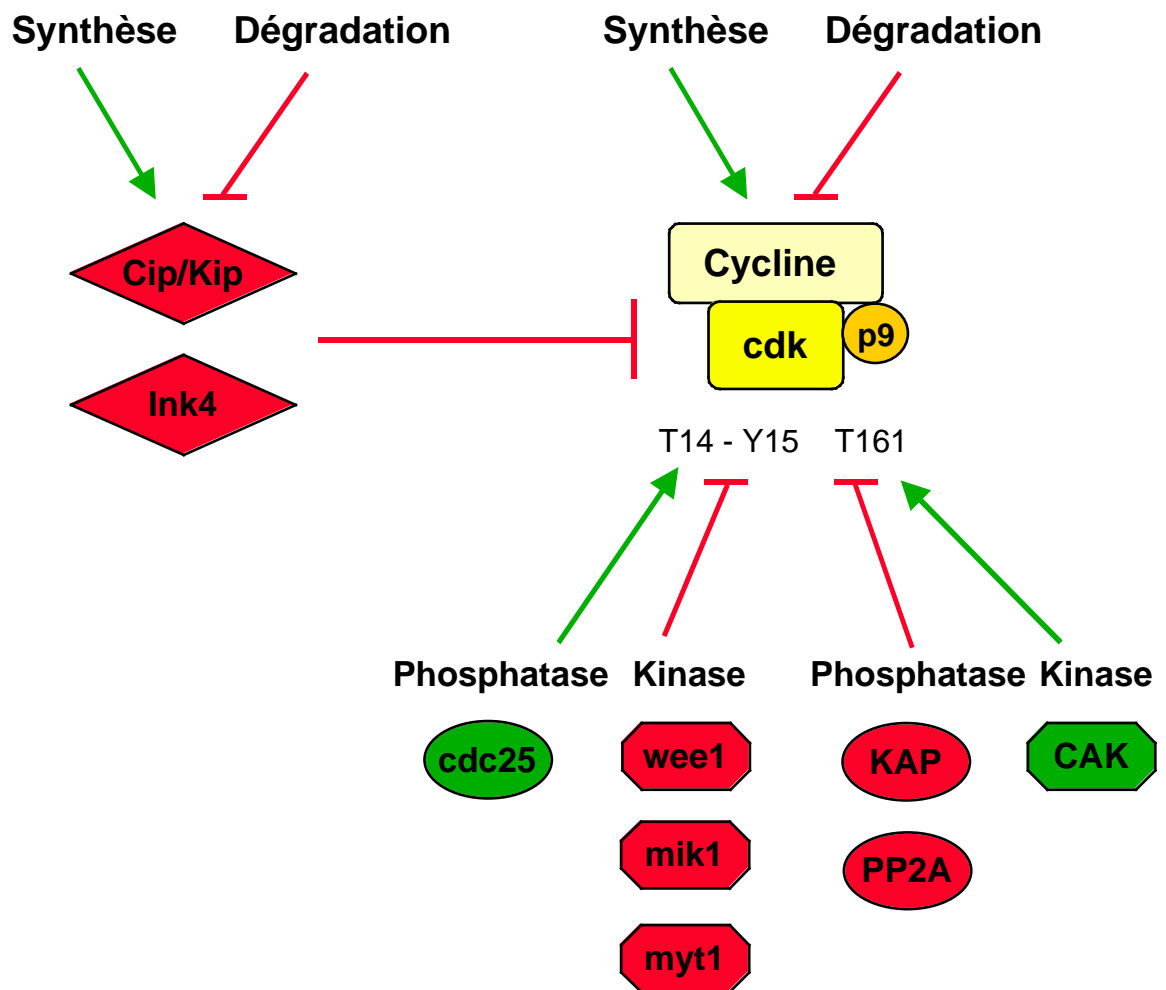 Synthèse Dégradation Synthèse Dégradation
Cip/Kip
Cycline
cdk p9
Ink4
T14 - Y15 T161
Phosphatase Kinase Phosphatase Kinase
cdc25 wee1 KAP CAK
mik1 PP2A
myt1